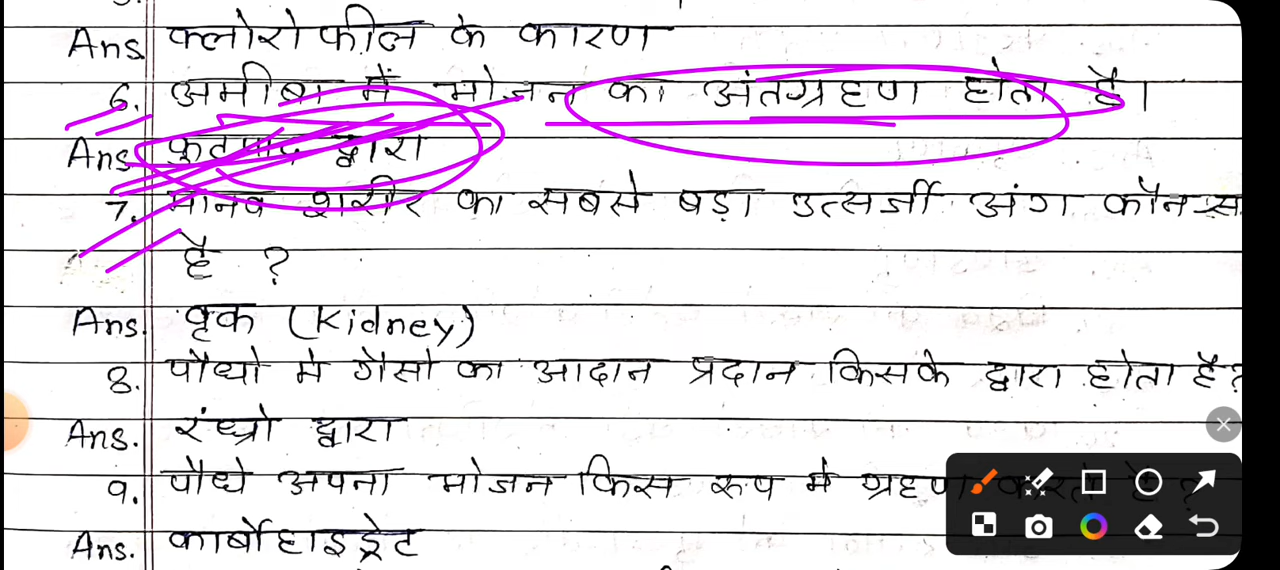 Ans क्लोरोफील के कारण
6. अमीबा में भोजन का अंतग्रहण होता है।
Ans कुटपाद द्वारा
7. मानव शरीर का सबसे बड़ा उत्सर्जी अंग कौन-सा
है ?
Ans. वृक (Kidney)
8. पौधो मे गैसो का आदान प्रदान किसके द्वारा होता है?
Ans. रंध्रो द्वारा
9. पौधे अपना भोजन किस रूप मे ग्रहण करते है ?
Ans. कार्बोहाइड्रेट